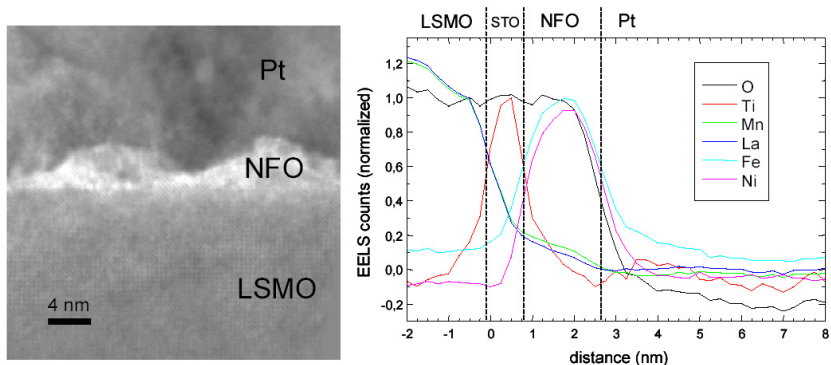 Pt
NFO
LSMO
4 nm
LSMO STO NFO Pt
1,2
1,0
0,8
0,6
0,4
0,2
0,0
-0,2
EELS counts (normalized)
O
Ti
Mn
La
Fe
Ni
-2 -1 0 1 2 3 4 5 6 7 8
distance (nm)